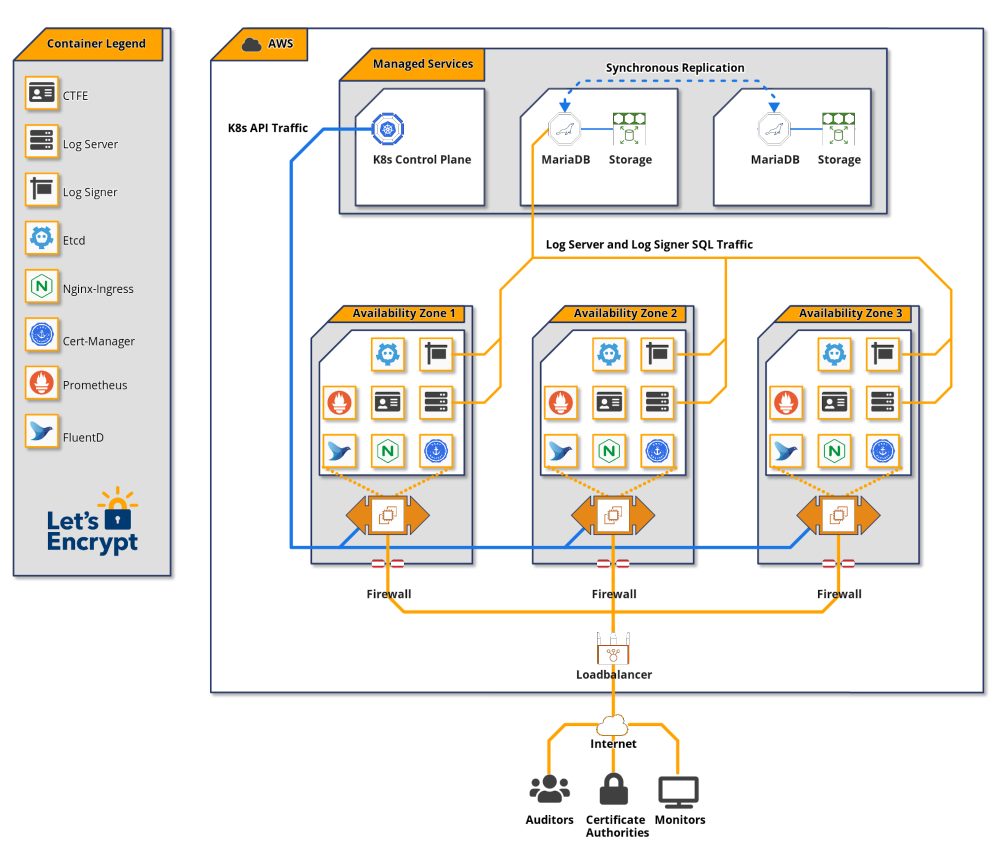 Container Legend
CTFE
Log Server
Log Signer
Etcd
Nginx-Ingress
Cert-Manager
Prometheus
FluentD
Let's
Encrypt
AWS
Managed Services
Synchronous Replication
K8s API Traffic
K8s Control Plane
MariaDB
Storage
MariaDB
Storage
Log Server and Log Signer SQL Traffic
Availability Zone 1
Availability Zone 2
Availability Zone 3
Firewall
Firewall
Firewall
Loadbalancer
Internet
Auditors
Certificate
Authorities
Monitors